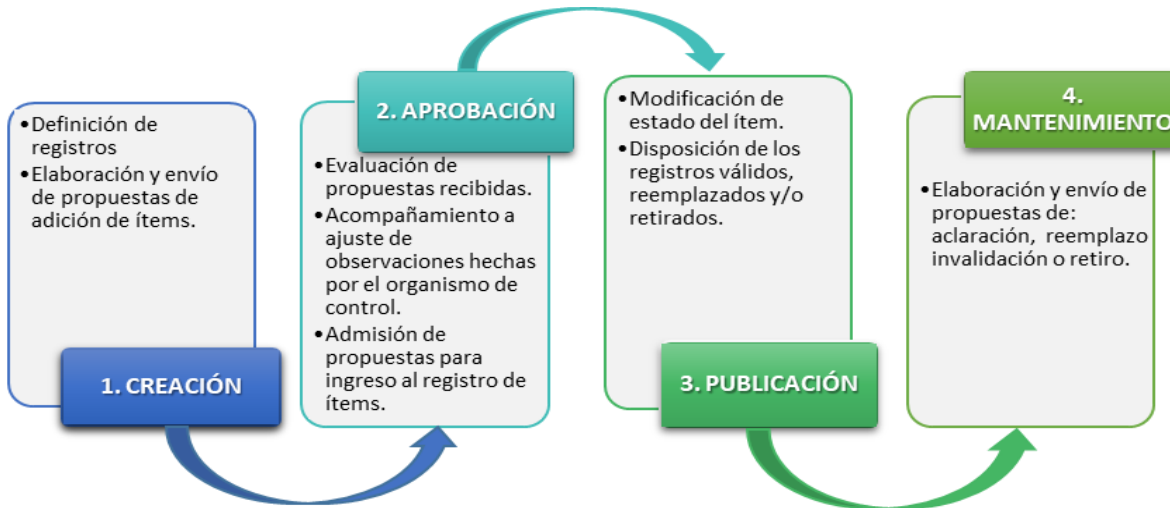 •Definición de
registros
•Elaboración y envío
de propuestas de
adición de ítems.
1. CREACIÓN
2. APROBACIÓN
•Evaluación de
propuestas recibidas.
•Acompañamiento a
ajuste de
observaciones hechas
por el organismo de
control.
•Admisión de
propuestas para
ingreso al registro de
ítems.
•Modificación de
estado del ítem.
•Disposición de los
registros válidos,
reemplazados y/o
retirados.
3. PUBLICACIÓN
4.
MANTENIMIENTO
•Elaboración y envío de
propuestas de:
aclaración, reemplazo
invalidación o retiro.